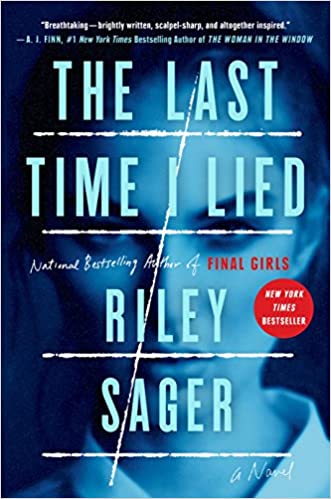 "Breathtaking—brightly written, scalpel-sharp, and altogether inspired."
—A. J. FINN, #1 New York Times Bestselling Author of THE WOMAN IN THE WINDOW
THE LAST
TIME I LIED
National Bestselling Author of FINAL GIRLS
NEW YORK
TIMES
BESTSELLER
RILEY
SAGER
a Novel